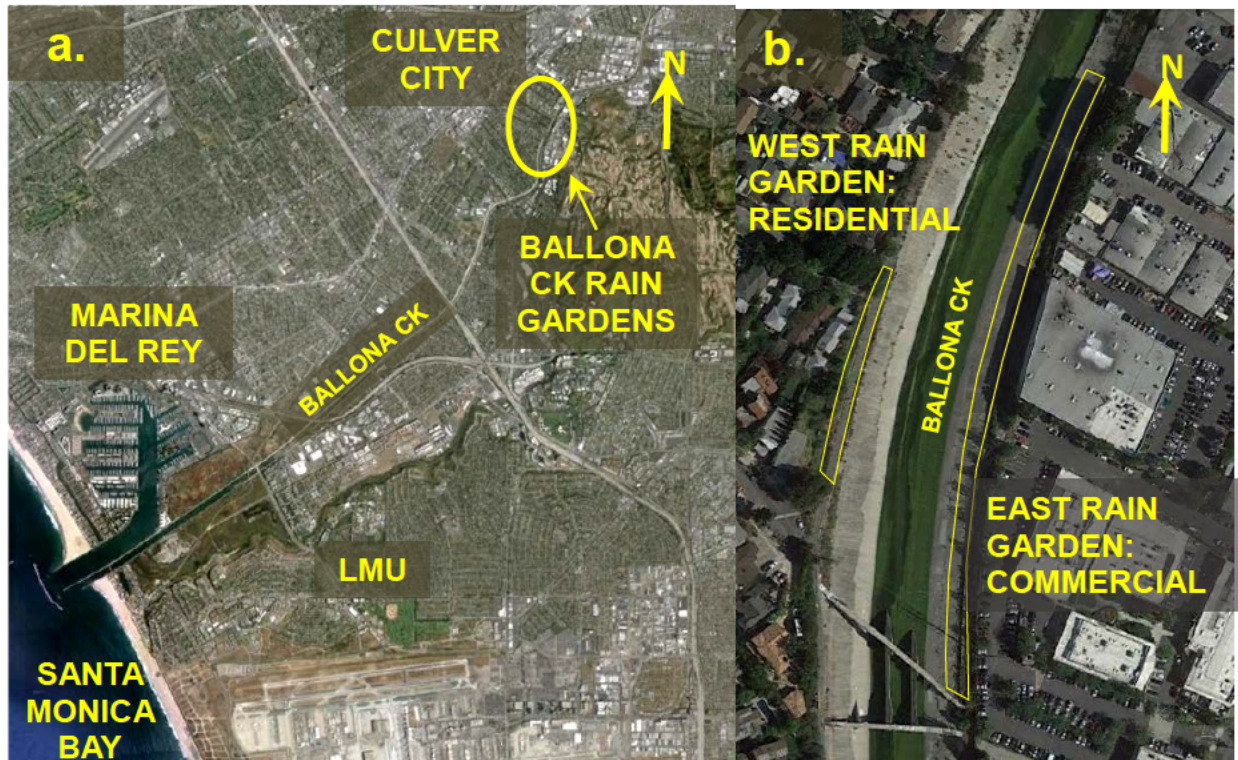 a.
CULVER
CITY
N
BALLONA
CK RAIN
GARDENS
MARINA
DEL REY
BALLONA CK
LMU
SANTA
MONICA
BAY
b.
N
WEST RAIN
GARDEN:
RESIDENTIAL
BALLONA CK
EAST RAIN
GARDEN:
COMMERCIAL